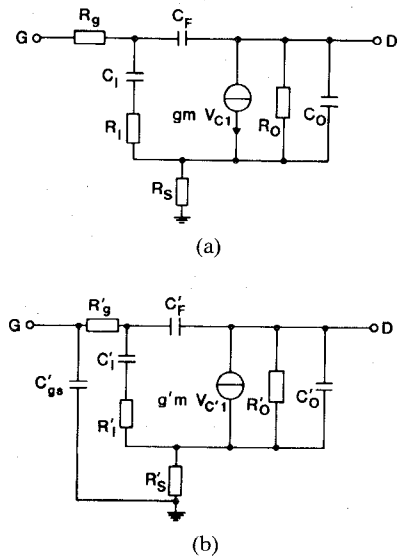 G Rg CF D
CI
RI gm VC1 RO CO
RS
(a)
G R'g C'F D
C'gs C'I
R'I g'm VC'1 R'O C'O
R'S
(b)